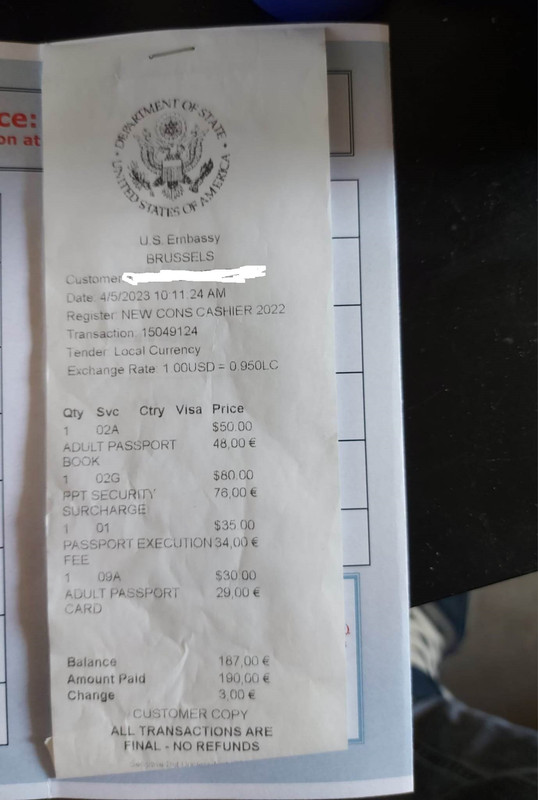 ce:
on at
DEPARTMENT OF STATE
UNITED STATES OF AMERICA
U.S. Embassy
BRUSSELS
Customer
Date: 4/5/2023 10:11:24 AM
Register: NEW CONS CASHIER 2022
Transaction: 15049124
Tender: Local Currency
Exchange Rate: 1.00USD = 0.950LC
Qty Svc Ctry Visa Price
1 02A $50.00
ADULT PASSPORT 48,00 €
BOOK
1 02G $80.00
PPT SECURITY 76,00 €
SURCHARGE
1 01 $35.00
PASSPORT EXECUTION 34,00 €
FEE
1 09A $30.00
ADULT PASSPORT 29,00 €
CARD
Balance 187,00 €
Amount Paid 190,00 €
Change 3,00 €
CUSTOMER COPY
ALL TRANSACTIONS ARE
FINAL - NO REFUNDS